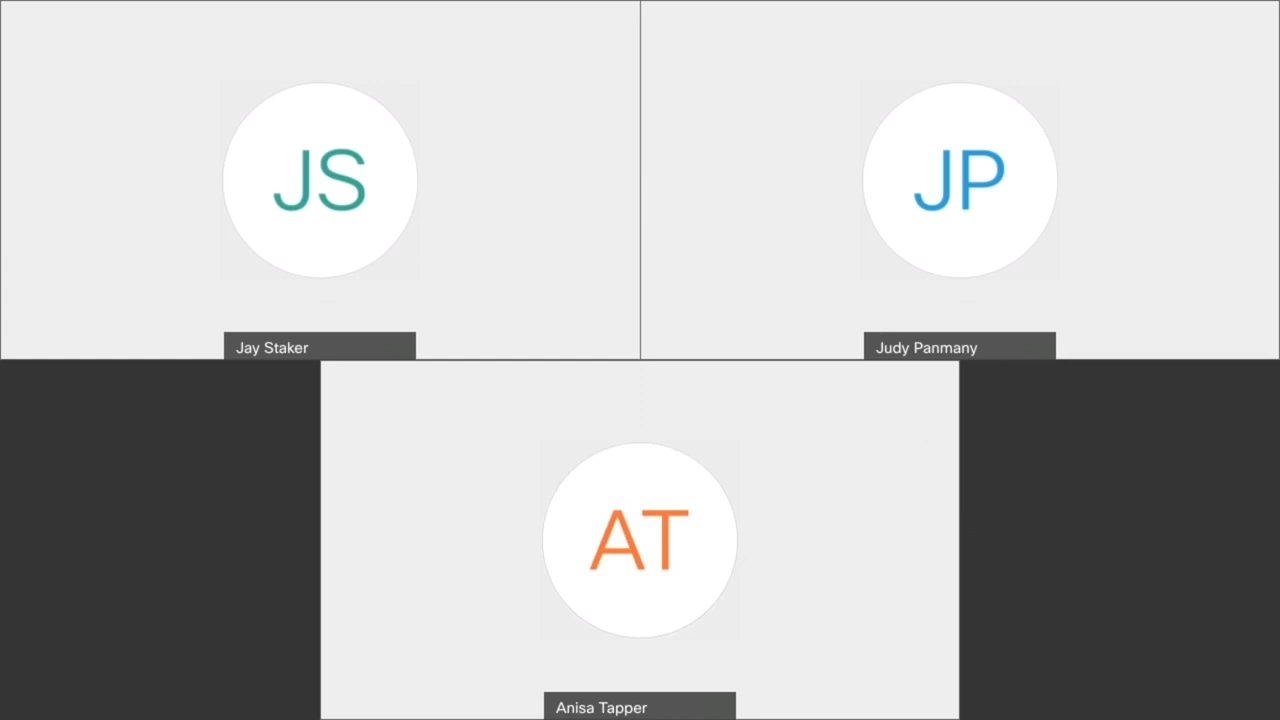 JS
JP
Jay Staker
Judy Panmany
AT
Anisa Tapper